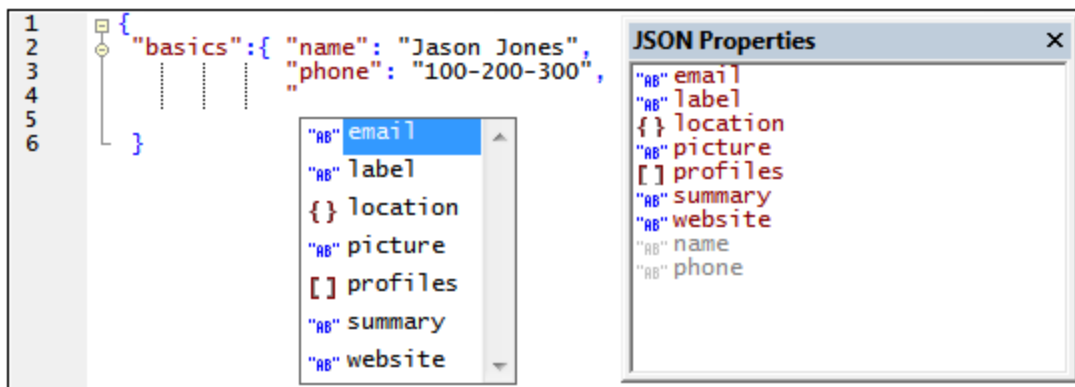 1 {
2 "basics":{ "name": "Jason Jones",
3 "phone": "100-200-300",
4 "
5
6 }
"AB" email
"AB" label
{ } location
"AB" picture
[ ] profiles
"AB" summary
"AB" website
JSON Properties ×
"AB" email
"AB" label
{ } location
"AB" picture
[ ] profiles
"AB" summary
"AB" website
"AB" name
"AB" phone